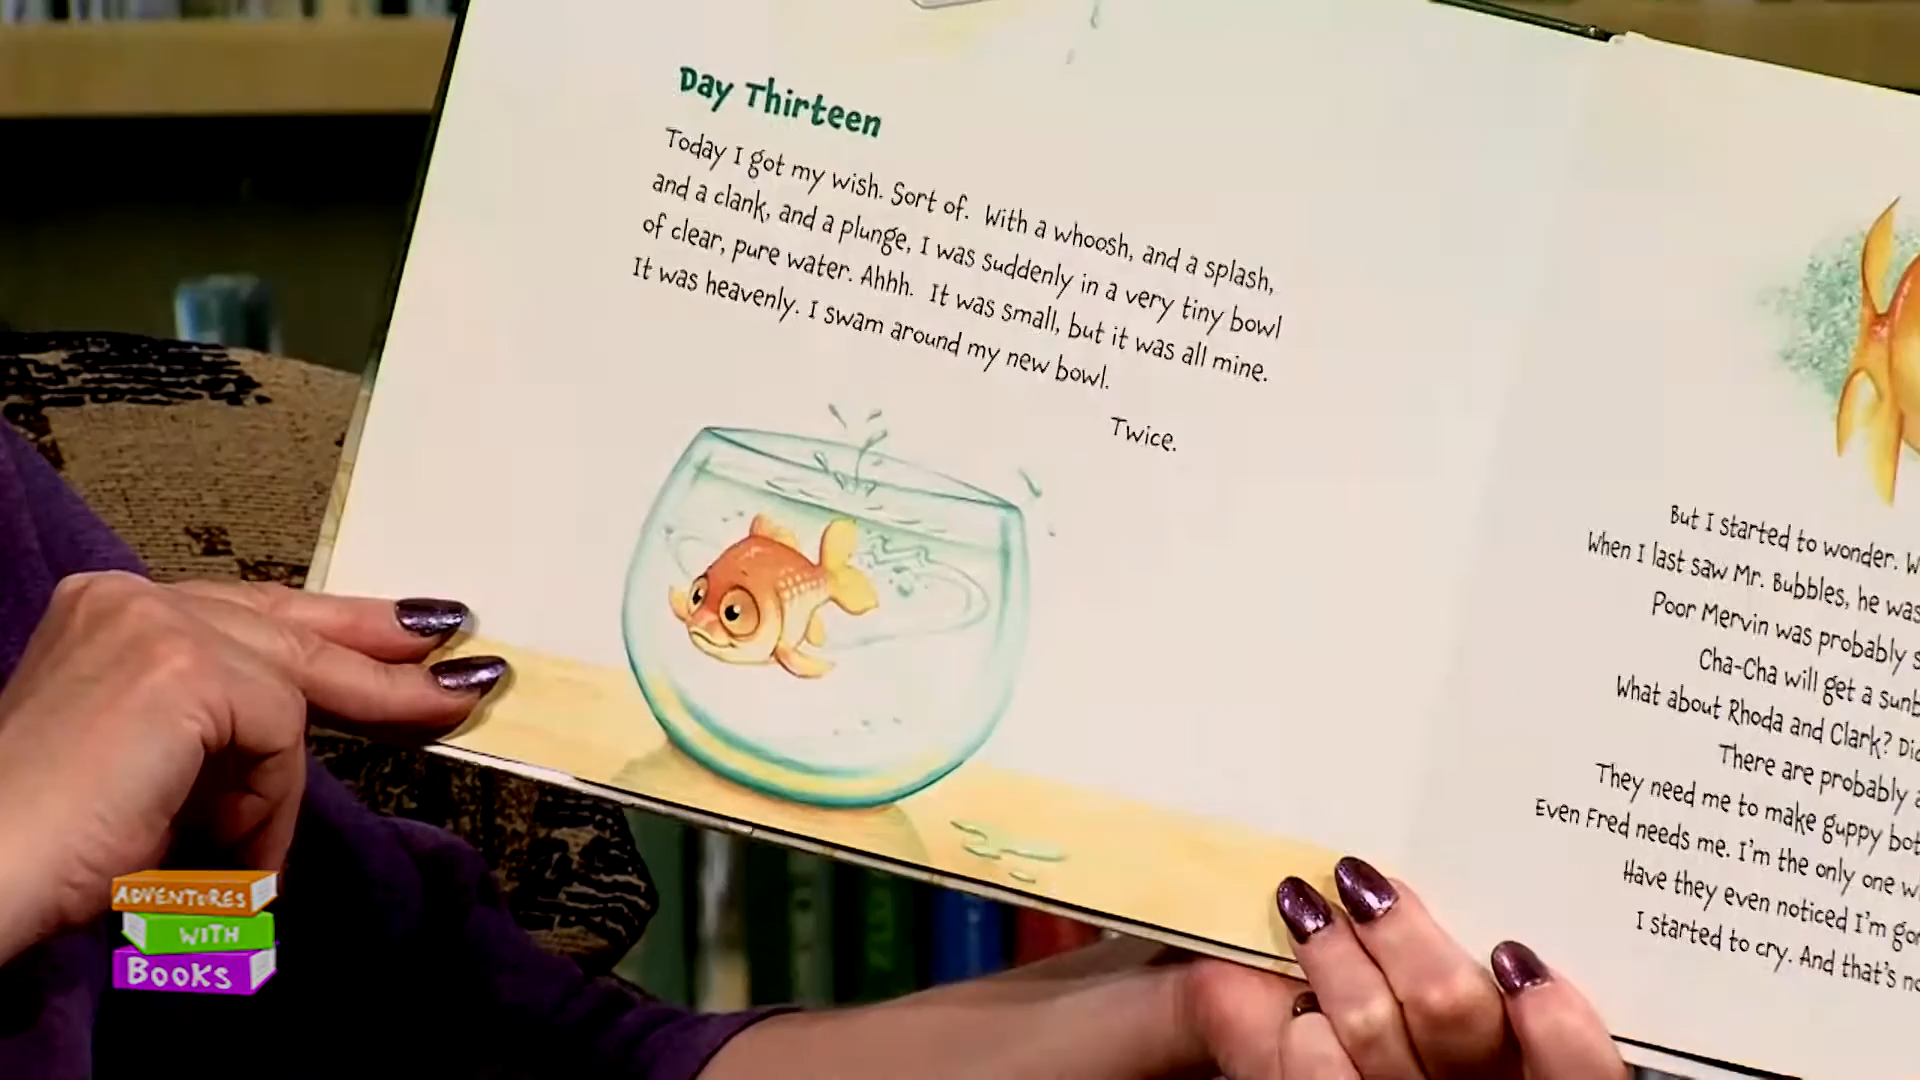 Day Thirteen
Today I got my wish. Sort of. With a whoosh, and a splash,
and a clank, and a plunge, I was suddenly in a very tiny bowl
of clear, pure water. Ahhh. It was small, but it was all mine.
It was heavenly. I swam around my new bowl.
Twice.
But I started to wonder.
When I last saw Mr. Bubbles, he was
Poor Mervin was probably
Cha-Cha will get a
What about Rhoda and Clark?
There are probably
They need me to make guppy
Even Fred needs me. I'm the only one
Have they even noticed I'm
I started to cry. And that's
ADVENTURES
WITH
BOOKS